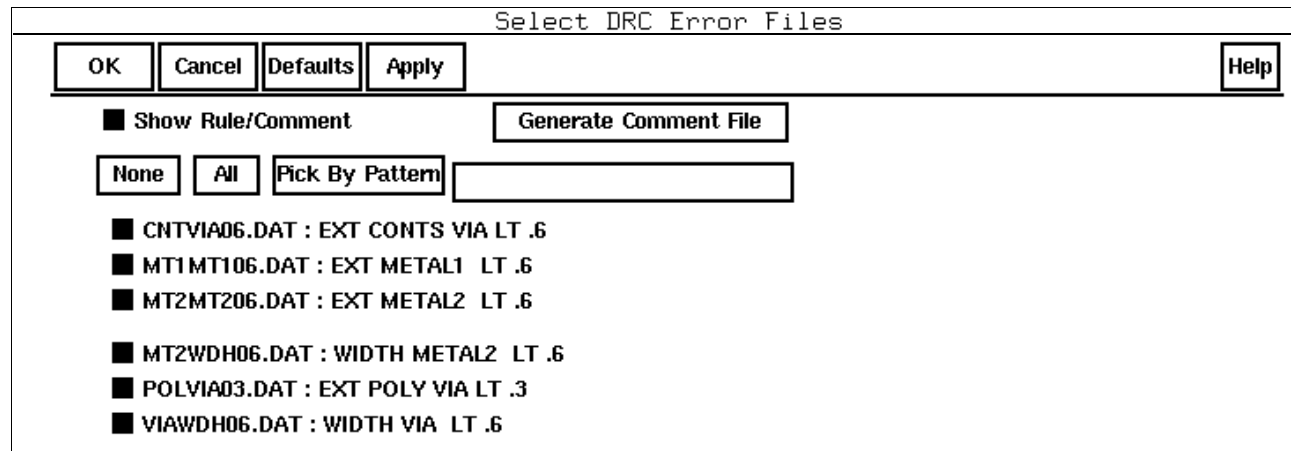 Select DRC Error Files
OK Cancel Defaults Apply Help
Show Rule/Comment Generate Comment File
None All Pick By Pattern
CNTVIA06.DAT : EXT CONTS VIA LT .6
MT1MT106.DAT : EXT METAL1 LT .6
MT2MT206.DAT : EXT METAL2 LT .6
MT2WDH06.DAT : WIDTH METAL2 LT .6
POLVIA03.DAT : EXT POLY VIA LT .3
VIAWDH06.DAT : WIDTH VIA LT .6